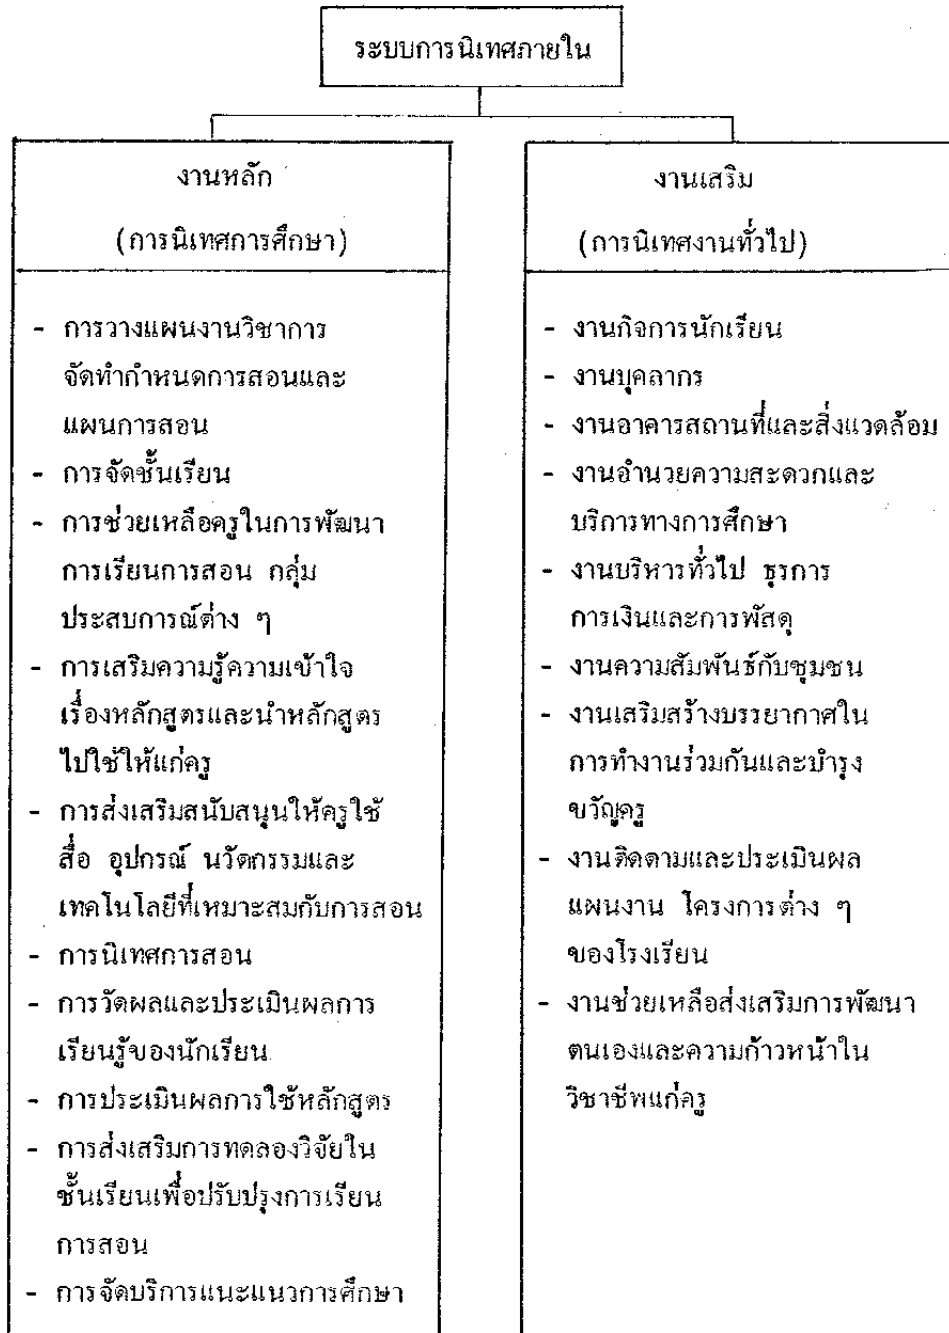 ระบบการนิเทศภายใน
งานหลัก
(การนิเทศการศึกษา)
- การวางแผนงานวิชาการ
จัดทำกำหนดการสอนและ
แผนการสอน
- การจัดชั้นเรียน
- การช่วยเหลือครูในการพัฒนา
การเรียนการสอน กลุ่ม
ประสบการณ์ต่าง ๆ
- การเสริมความรู้ความเข้าใจ
เรื่องหลักสูตรและนำหลักสูตร
ไปใช้ให้แก่ครู
- การส่งเสริมสนับสนุนให้ครูใช้
สื่อ อุปกรณ์ นวัตกรรมและ
เทคโนโลยีที่เหมาะสมกับการสอน
- การนิเทศการสอน
- การวัดผลและประเมินผลการ
เรียนรู้ของนักเรียน
- การประเมินผลการใช้หลักสูตร
- การส่งเสริมการทดลองวิจัยใน
ชั้นเรียนเพื่อปรับปรุงการเรียน
การสอน
- การจัดบริการแนะแนวการศึกษา
งานเสริม
(การนิเทศงานทั่วไป)
- งานกิจการนักเรียน
- งานบุคลากร
- งานอาคารสถานที่และสิ่งแวดล้อม
- งานอำนวยความสะดวกและ
บริการทางการศึกษา
- งานบริหารทั่วไป ธุรการ
การเงินและการพัสดุ
- งานความสัมพันธ์กับชุมชน
- งานเสริมสร้างบรรยากาศใน
การทำงานร่วมกันและบำรุง
ขวัญครู
- งานติดตามและประเมินผล
แผนงาน โครงการต่าง ๆ
ของโรงเรียน
- งานช่วยเหลือส่งเสริมการพัฒนา
ตนเองและความก้าวหน้าใน
วิชาชีพแก่ครู